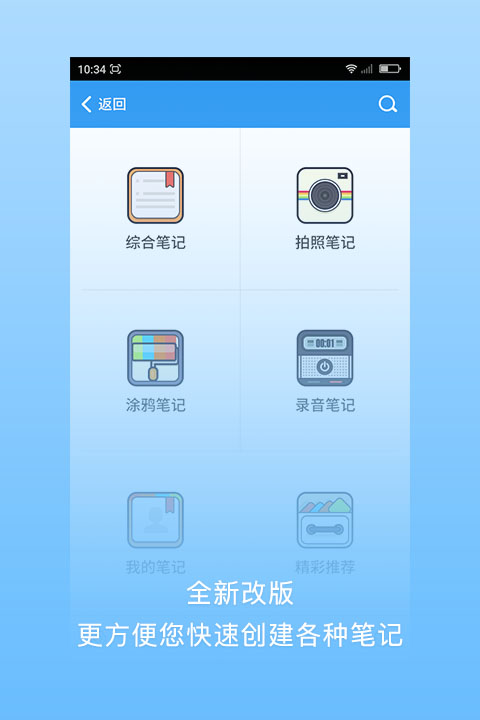 10:34
返回
综合笔记
拍照笔记
00:01
涂鸦笔记
录音笔记
我的笔记
精彩推荐
全新改版
更方便您快速创建各种笔记